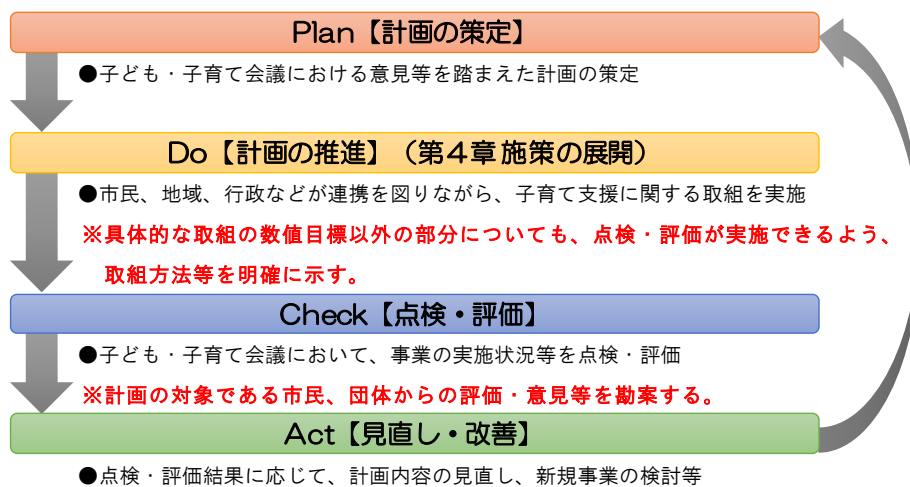 Plan【計画の策定】
●子ども・子育て会議における意見等を踏まえた計画の策定
Do【計画の推進】（第４章 施策の展開）
●市民、地域、行政などが連携を図りながら、子育て支援に関する取組を実施
※具体的な取組の数値目標以外の部分についても、点検・評価が実施できるよう、
取組方法等を明確に示す。
Check【点検・評価】
●子ども・子育て会議において、事業の実施状況等を点検・評価
※計画の対象である市民、団体からの評価・意見等を勘案する。
Act【見直し・改善】
●点検・評価結果に応じて、計画内容の見直し、新規事業の検討等